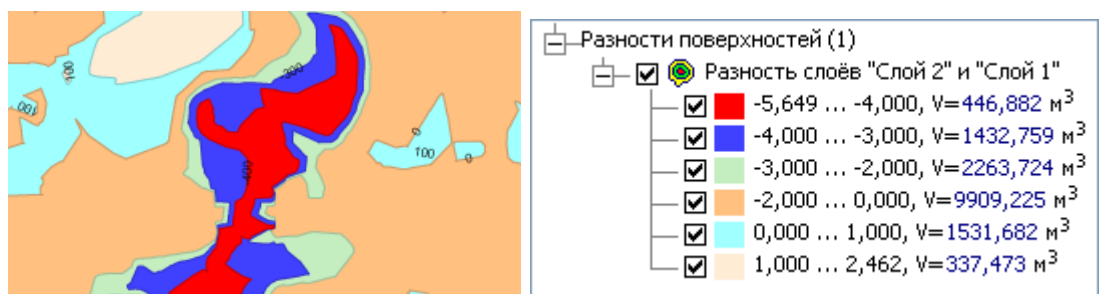 100
100
-300
400
0
100
0
Разности поверхностей (1)
Разность слоёв "Слой 2" и "Слой 1"
-5,649 ... -4,000, V=446,882 м³
-4,000 ... -3,000, V=1432,759 м³
-3,000 ... -2,000, V=2263,724 м³
-2,000 ... 0,000, V=9909,225 м³
0,000 ... 1,000, V=1531,682 м³
1,000 ... 2,462, V=337,473 м³